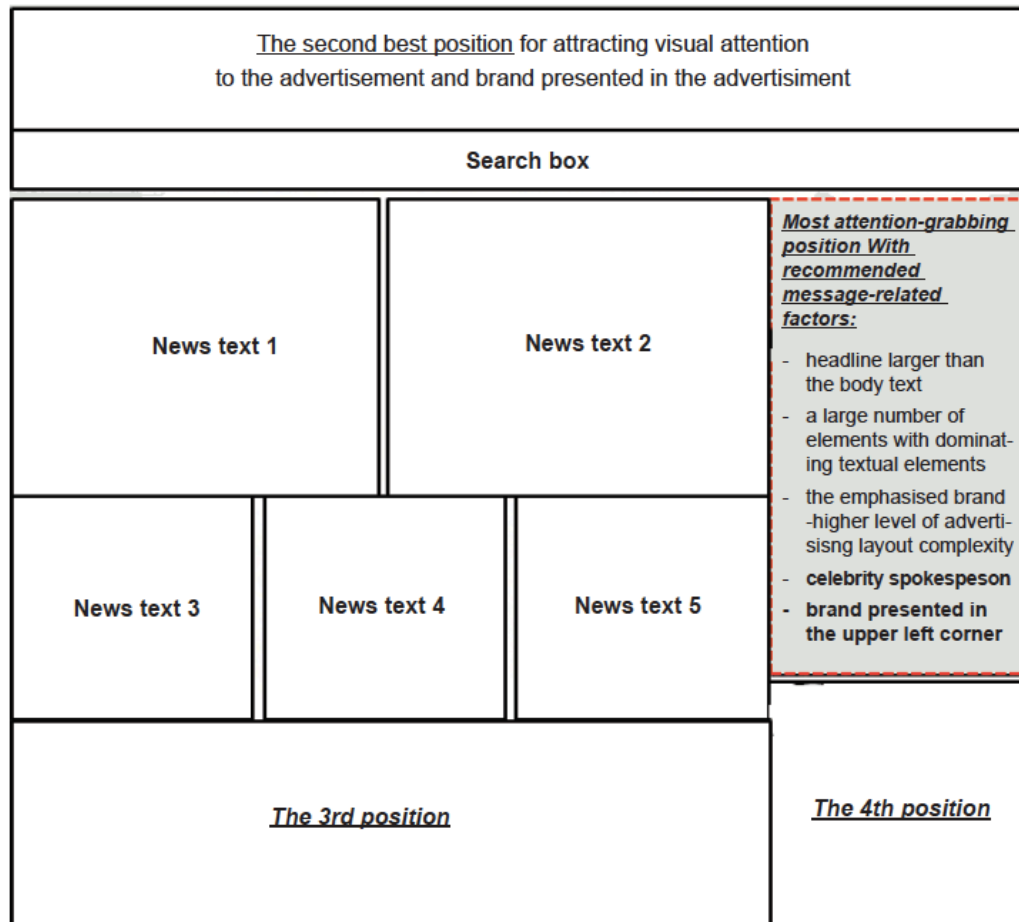 The second best position for attracting visual attention
to the advertisement and brand presented in the advertisiment
Search box
News text 1
News text 2
Most attention-grabbing
position With
recommended
message-related
factors:
- headline larger than
the body text
- a large number of
elements with dominat-
ing textual elements
- the emphasised brand
-higher level of adverti-
sisng layout complexity
- celebrity spokespeson
- brand presented in
the upper left corner
News text 3
News text 4
News text 5
The 3rd position
The 4th position